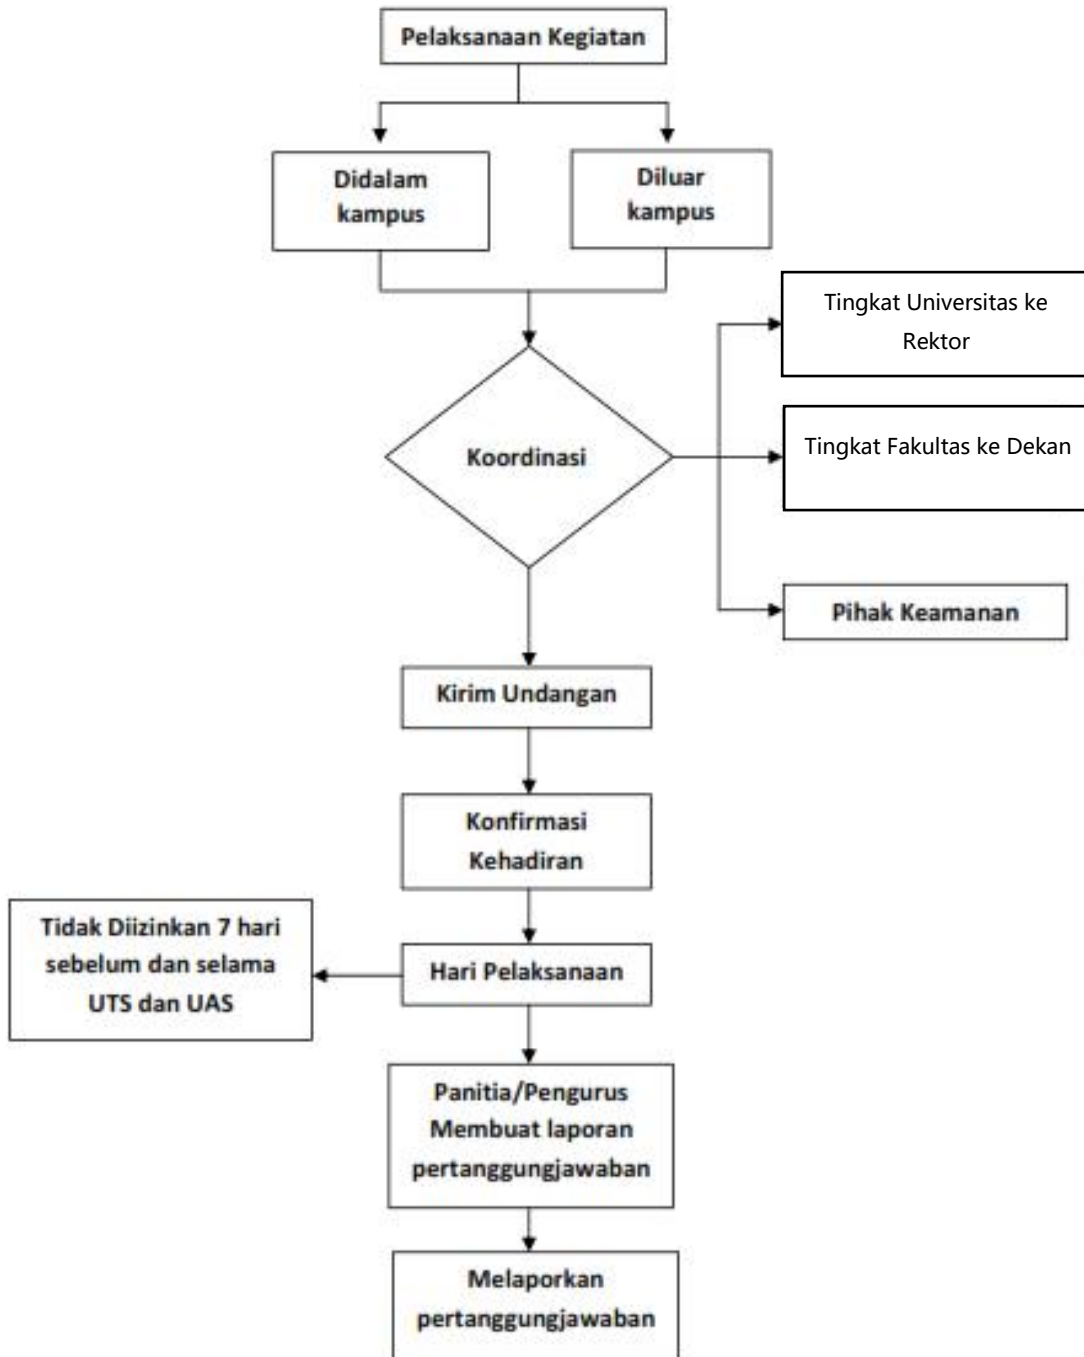 Pelaksanaan Kegiatan
Didalam
kampus
Diluar
kampus
Tingkat Universitas ke
Rektor
Koordinasi
Tingkat Fakultas ke Dekan
Pihak Keamanan
Kirim Undangan
Konfirmasi
Kehadiran
Tidak Diizinkan 7 hari
sebelum dan selama
UTS dan UAS
Hari Pelaksanaan
Panitia/Pengurus
Membuat laporan
pertanggungjawaban
Melaporkan
pertanggungjawaban